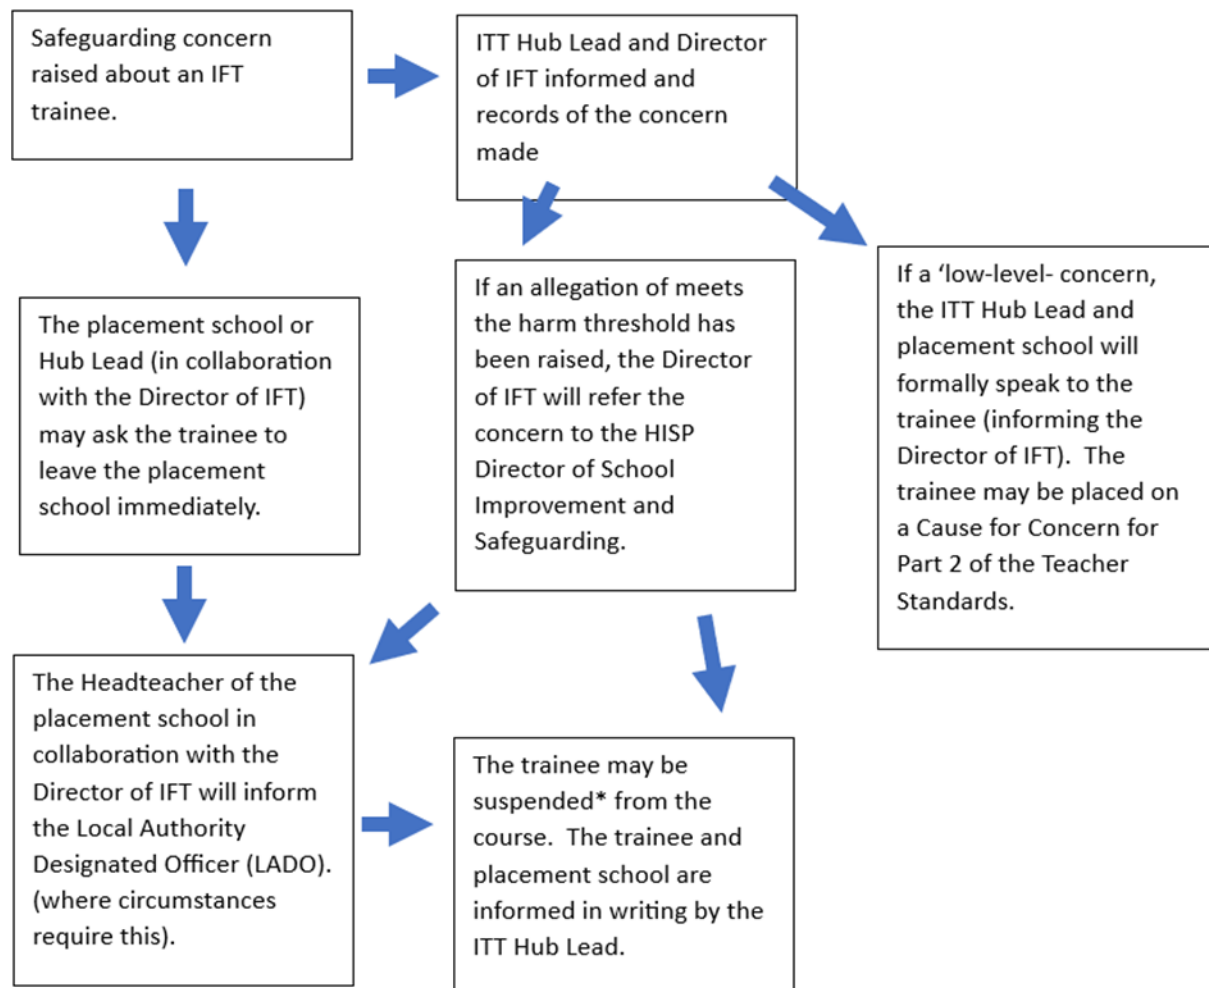 Safeguarding concern
raised about an IFT
trainee.
ITT Hub Lead and Director
of IFT informed and
records of the concern
made
The placement school or
Hub Lead (in collaboration
with the Director of IFT)
may ask the trainee to
leave the placement
school immediately.
If an allegation of meets
the harm threshold has
been raised, the Director
of IFT will refer the
concern to the HISP
Director of School
Improvement and
Safeguarding.
If a ‘low-level- concern,
the ITT Hub Lead and
placement school will
formally speak to the
trainee (informing the
Director of IFT).  The
trainee may be placed on
a Cause for Concern for
Part 2 of the Teacher
Standards.
The Headteacher of the
placement school in
collaboration with the
Director of IFT will inform
the Local Authority
Designated Officer (LADO).
(where circumstances
require this).
The trainee may be
suspended* from the
course.  The trainee and
placement school are
informed in writing by the
ITT Hub Lead.